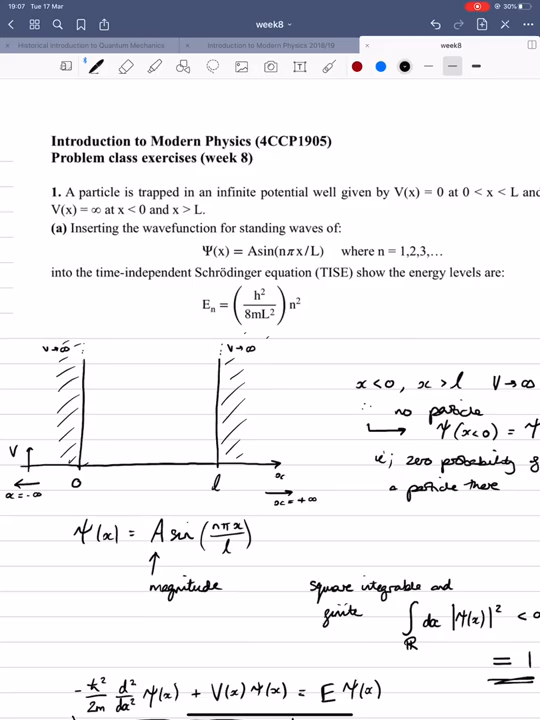 19:07 Tue 17 Mar
30%
week8
Historical introduction to Quantum Mechanics
Introduction to Modern Physics 2018/19
week8
Introduction to Modern Physics (4CCP1905)
Problem class exercises (week 8)
1. A particle is trapped in an infinite potential well given by V(x) = 0 at 0 < x < L and
V(x) = ∞ at x < 0 and x > L.
(a) Inserting the wavefunction for standing waves of:
Ψ(x) = Asin(nπx/L) where n = 1,2,3,…
into the time-independent Schrödinger equation (TISE) show the energy levels are:
Eₙ = (h²/8mL²) n²
V→∞ V→∞
x<0, x>l V→∞
∴ no particle
Ψ(x<0) = Ψ
ie; zero probability of
a particle there
V
0 l x
x=-∞ x=+∞
Ψ(x) = A sin(nπx/l)
magnitude
square integrable and
finite
∫ℝ dx |Ψ(x)|² <
= 1
-ħ²/2m d²/dx² Ψ(x) + V(x)Ψ(x) = E Ψ(x)